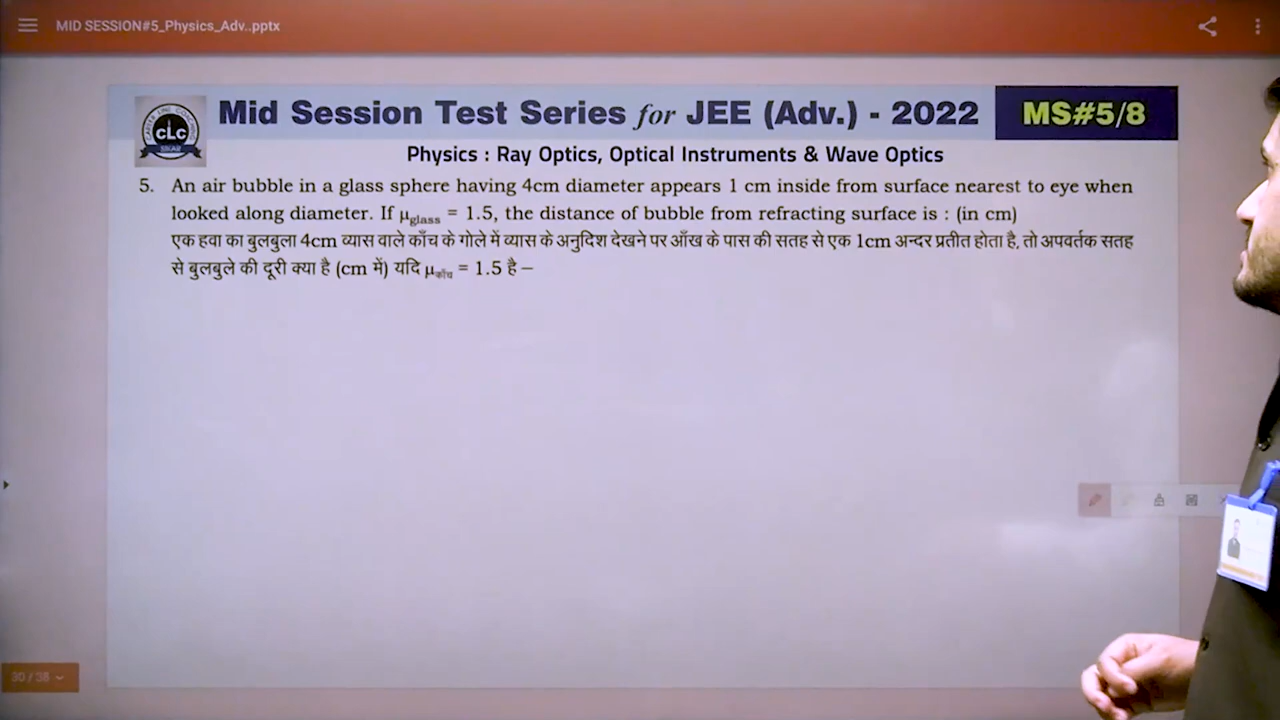 MID SESSION#5_Physics_Adv..pptx
Mid Session Test Series for JEE (Adv.) - 2022
MS#5/8
CLC
SIKAR
Physics : Ray Optics, Optical Instruments & Wave Optics
5. An air bubble in a glass sphere having 4cm diameter appears 1 cm inside from surface nearest to eye when
looked along diameter. If μglass = 1.5, the distance of bubble from refracting surface is : (in cm)
एक हवा का बुलबुला 4cm व्यास वाले काँच के गोले में व्यास के अनुदिश देखने पर आँख के पास की सतह से एक 1cm अन्दर प्रतीत होता है, तो अपवर्तक सतह
से बुलबुले की दूरी क्या है (cm में) यदि μकाँच = 1.5 है –
30 / 38